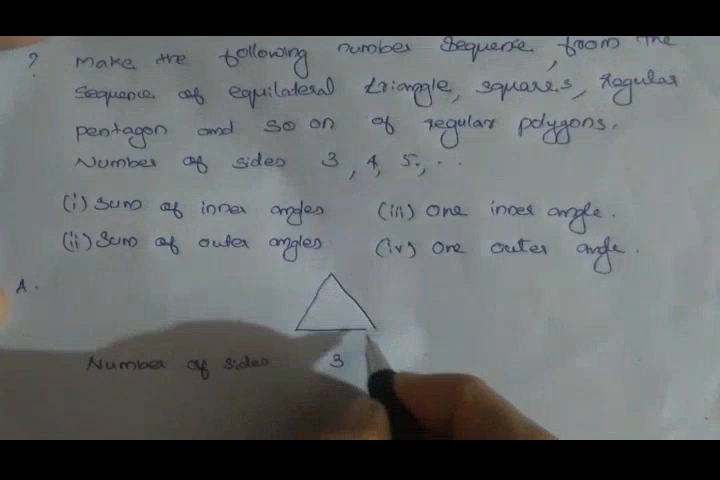 ? Make the following number sequence, from the
sequence of equilateral triangle, squares, regular
pentagon and so on of regular polygons.
Number of sides 3, 4, 5, ...
(i) Sum of inner angles (iii) One inner angle.
(ii) Sum of outer angles (iv) One outer angle.
A.
Number of sides 3